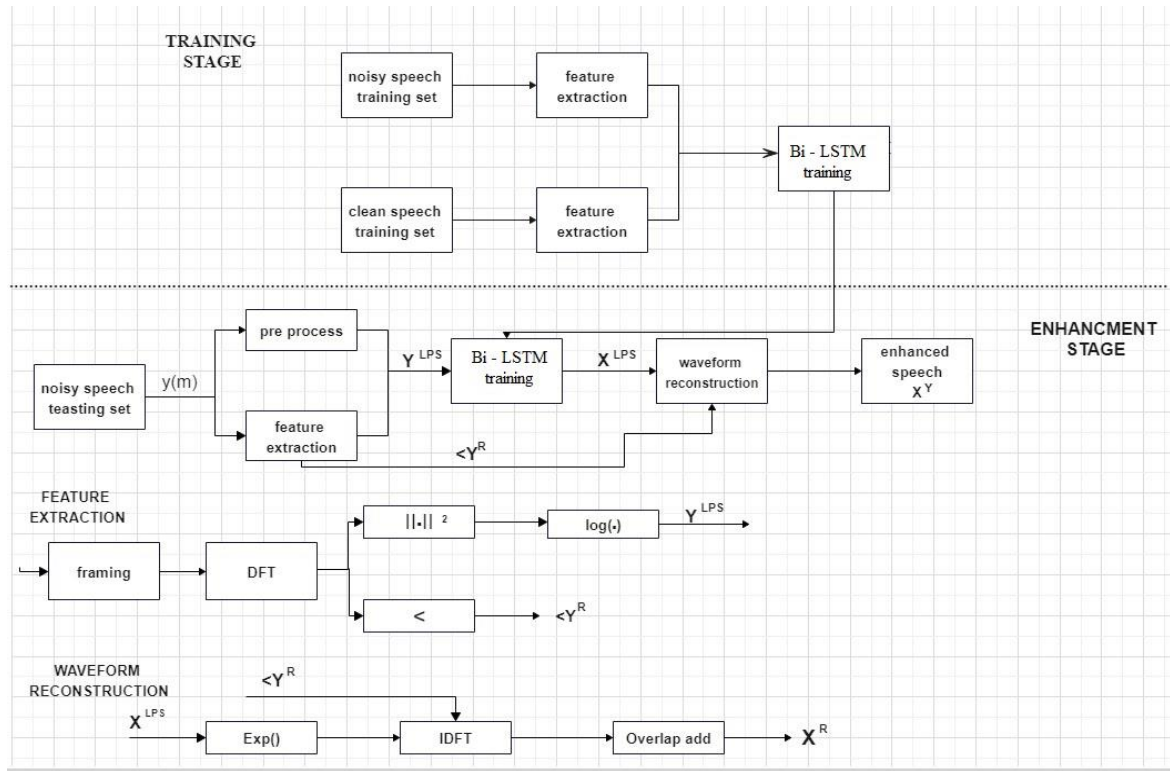 TRAINING
STAGE
noisy speech
training set
feature
extraction
Bi - LSTM
training
clean speech
training set
feature
extraction
ENHANCMENT
STAGE
pre process
noisy speech
teasting set
y(m)
feature
extraction
Y LPS
Bi - LSTM
training
X LPS
waveform
reconstruction
enhanced
speech
X Y
<Y R
FEATURE
EXTRACTION
framing
DFT
||.|| ²
log(.)
Y LPS
<
<Y R
WAVEFORM
RECONSTRUCTION
<Y R
X LPS
Exp()
IDFT
Overlap add
X R